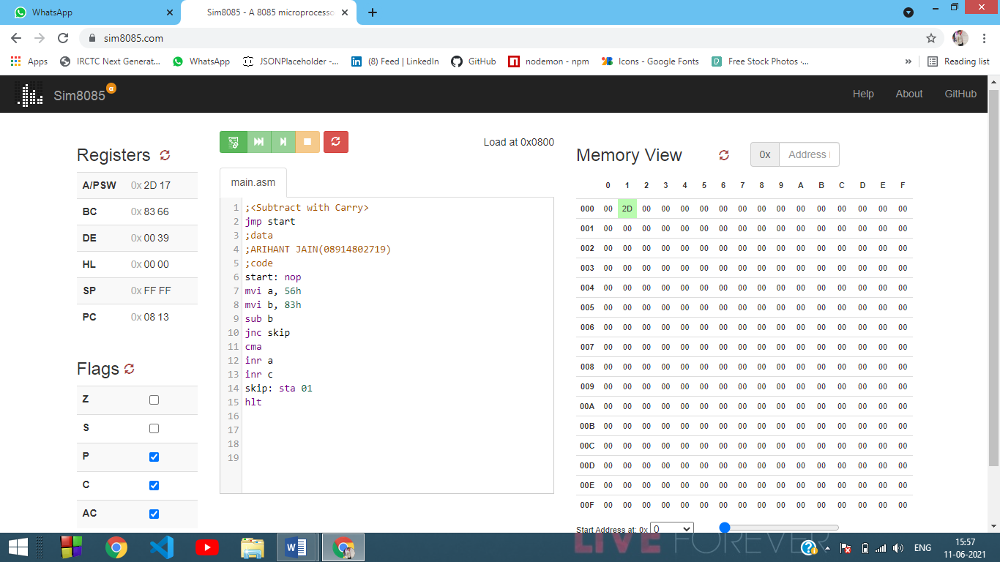 WhatsApp
Sim8085 - A 8085 microprocesso
sim8085.com
Apps IRCTC Next Generat... WhatsApp JSONPlaceholder -... (8) Feed | LinkedIn GitHub nodemon - npm Icons - Google Fonts Free Stock Photos ·... » Reading list
Sim8085 α Help About GitHub
Load at 0x0800
Registers
A/PSW 0x 2D 17
BC 0x 83 66
DE 0x 00 39
HL 0x 00 00
SP 0x FF FF
PC 0x 08 13
Flags
Z
S
P
C
AC
main.asm
1 ;<Subtract with Carry>
2 jmp start
3 ;data
4 ;ARIHANT JAIN(08914802719)
5 ;code
6 start: nop
7 mvi a, 56h
8 mvi b, 83h
9 sub b
10 jnc skip
11 cma
12 inr a
13 inr c
14 skip: sta 01
15 hlt
16
17
18
19
Memory View 0x Address
0 1 2 3 4 5 6 7 8 9 A B C D E F
000 00 2D 00 00 00 00 00 00 00 00 00 00 00 00 00 00
001 00 00 00 00 00 00 00 00 00 00 00 00 00 00 00 00
002 00 00 00 00 00 00 00 00 00 00 00 00 00 00 00 00
003 00 00 00 00 00 00 00 00 00 00 00 00 00 00 00 00
004 00 00 00 00 00 00 00 00 00 00 00 00 00 00 00 00
005 00 00 00 00 00 00 00 00 00 00 00 00 00 00 00 00
006 00 00 00 00 00 00 00 00 00 00 00 00 00 00 00 00
007 00 00 00 00 00 00 00 00 00 00 00 00 00 00 00 00
008 00 00 00 00 00 00 00 00 00 00 00 00 00 00 00 00
009 00 00 00 00 00 00 00 00 00 00 00 00 00 00 00 00
00A 00 00 00 00 00 00 00 00 00 00 00 00 00 00 00 00
00B 00 00 00 00 00 00 00 00 00 00 00 00 00 00 00 00
00C 00 00 00 00 00 00 00 00 00 00 00 00 00 00 00 00
00D 00 00 00 00 00 00 00 00 00 00 00 00 00 00 00 00
00E 00 00 00 00 00 00 00 00 00 00 00 00 00 00 00 00
00F 00 00 00 00 00 00 00 00 00 00 00 00 00 00 00 00
Start Address at: 0x 0
LIVE FOREVER
ENG
15:57
11-06-2021